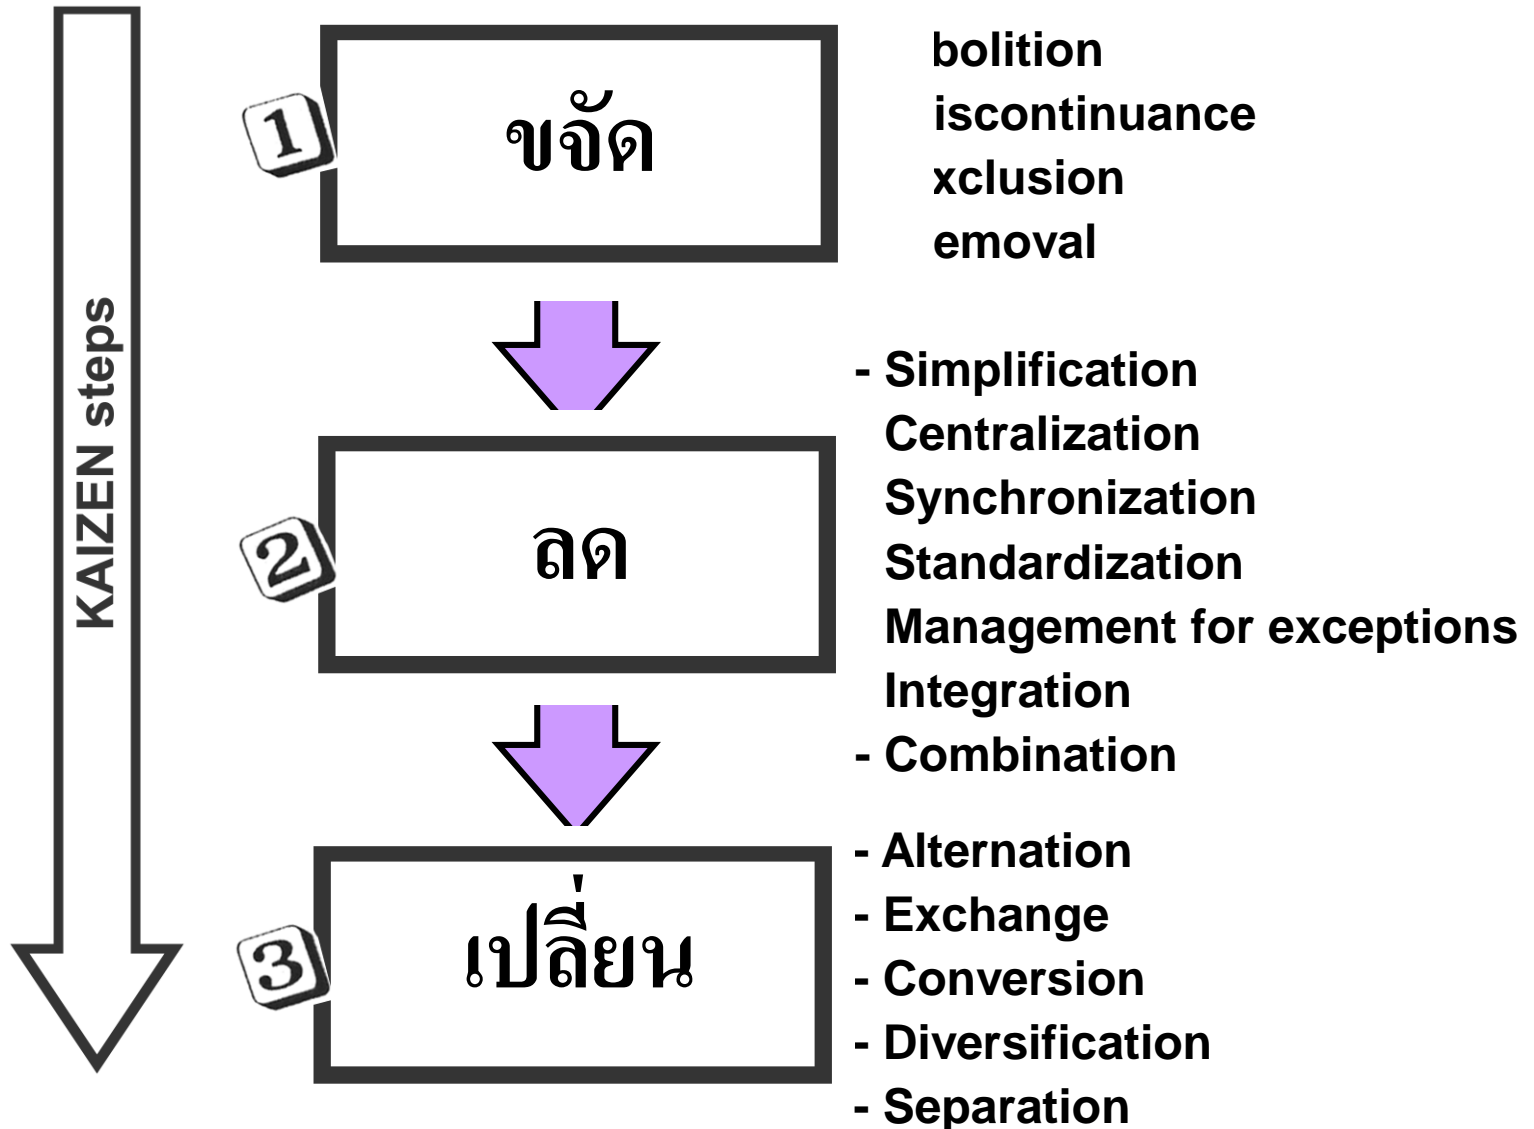 KAIZEN steps
1
ขจัด
bolition
iscontinuance
xclusion
emoval
2
ลด
- Simplification
Centralization
Synchronization
Standardization
Management for exceptions
Integration
- Combination
3
เปลี่ยน
- Alternation
- Exchange
- Conversion
- Diversification
- Separation